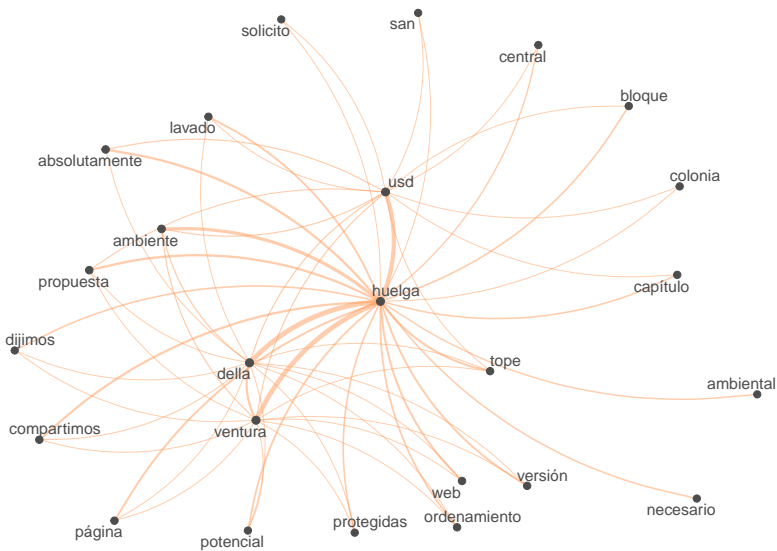 solicito
san
central
bloque
lavado
absolutamente
usd
colonia
ambiente
propuesta
huelga
capítulo
dijimos
della
tope
ambiental
compartimos
ventura
web
versión
necesario
página
potencial
protegidas
ordenamiento